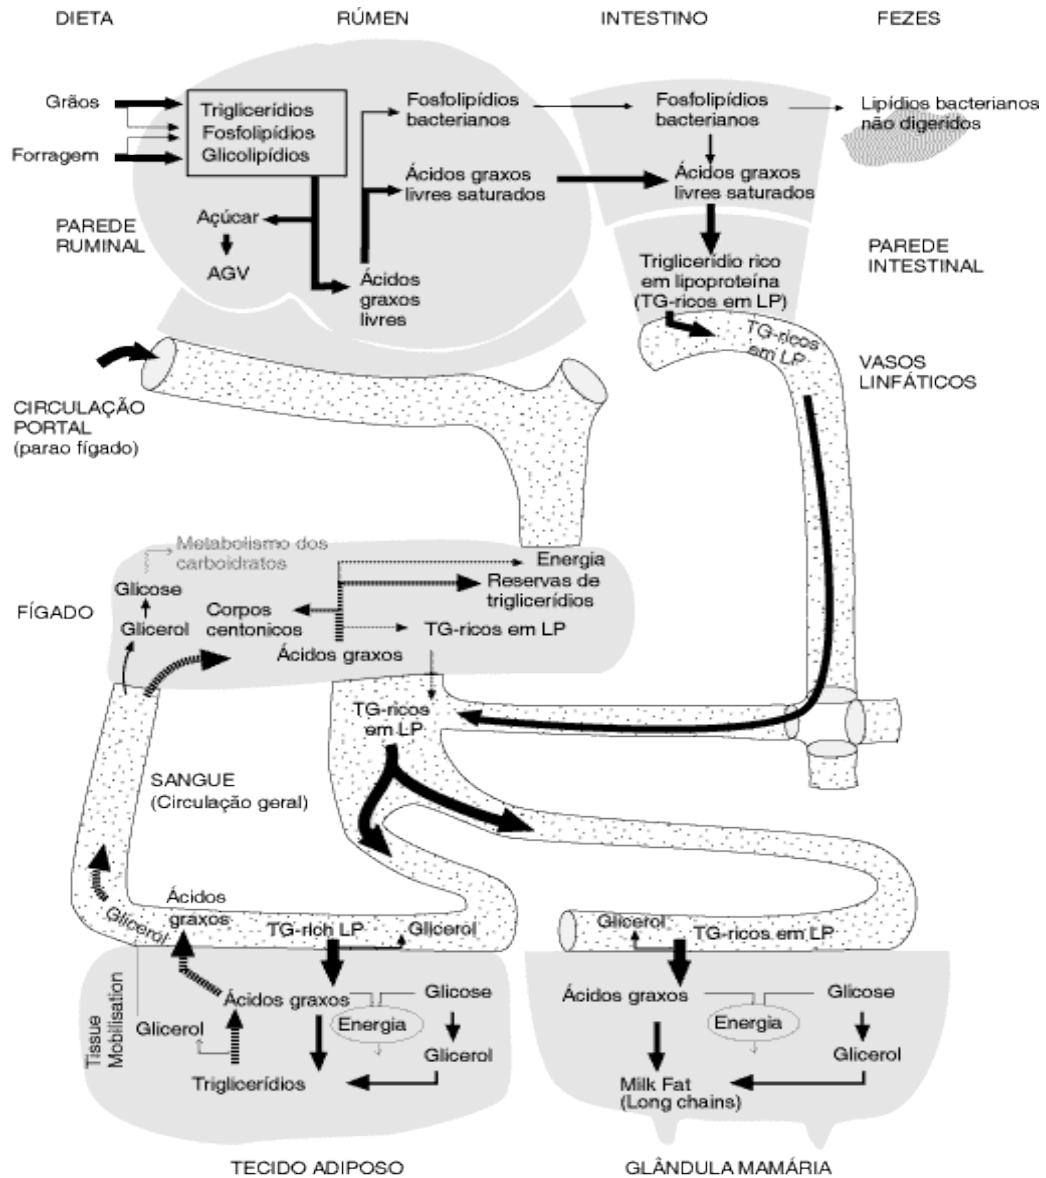 DIETA
RÚMEN
INTESTINO
FEZES
Grãos
Forragem
Triglicerídios
Fosfolipídios
Glicolipídios
Fosfolipídios
bacterianos
Fosfolipídios
bacterianos
Lipídios bacterianos
não digeridos
Ácidos graxos
livres saturados
Ácidos graxos
livres saturados
PAREDE
RUMINAL
Açúcar
AGV
Ácidos
graxos
livres
Triglicerídio rico
em lipoproteína
(TG-ricos em LP)
PAREDE
INTESTINAL
TG-ricos
em LP
VASOS
LINFÁTICOS
CIRCULAÇÃO
PORTAL
(parao fígado)
Metabolismo dos
carboidratos
Energia
Reservas de
triglicerídios
Glicose
FÍGADO
Glicerol
Corpos
centonicos
TG-ricos em LP
Ácidos graxos
TG-ricos
em LP
SANGUE
(Circulação geral)
Ácidos
graxos
Glicerol
TG-rich LP
Glicerol
Glicerol
TG-ricos em LP
Tissue
Mobilisation
Ácidos graxos
Glicose
Energia
Glicerol
Glicerol
Triglicerídios
Ácidos graxos
Glicose
Energia
Glicerol
Milk Fat
(Long chains)
TECIDO ADIPOSO
GLÂNDULA MAMÁRIA